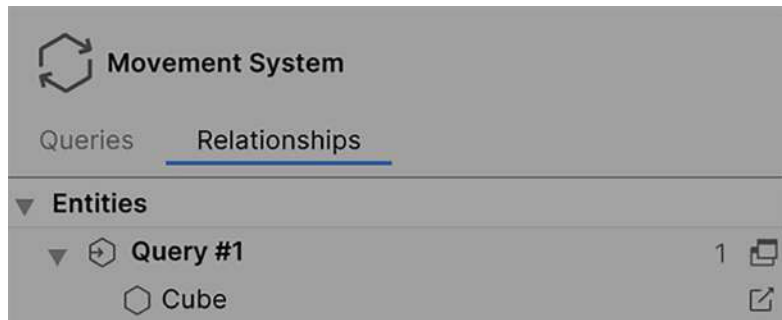 Movement System
Queries Relationships
Entities
Query #1 1
Cube